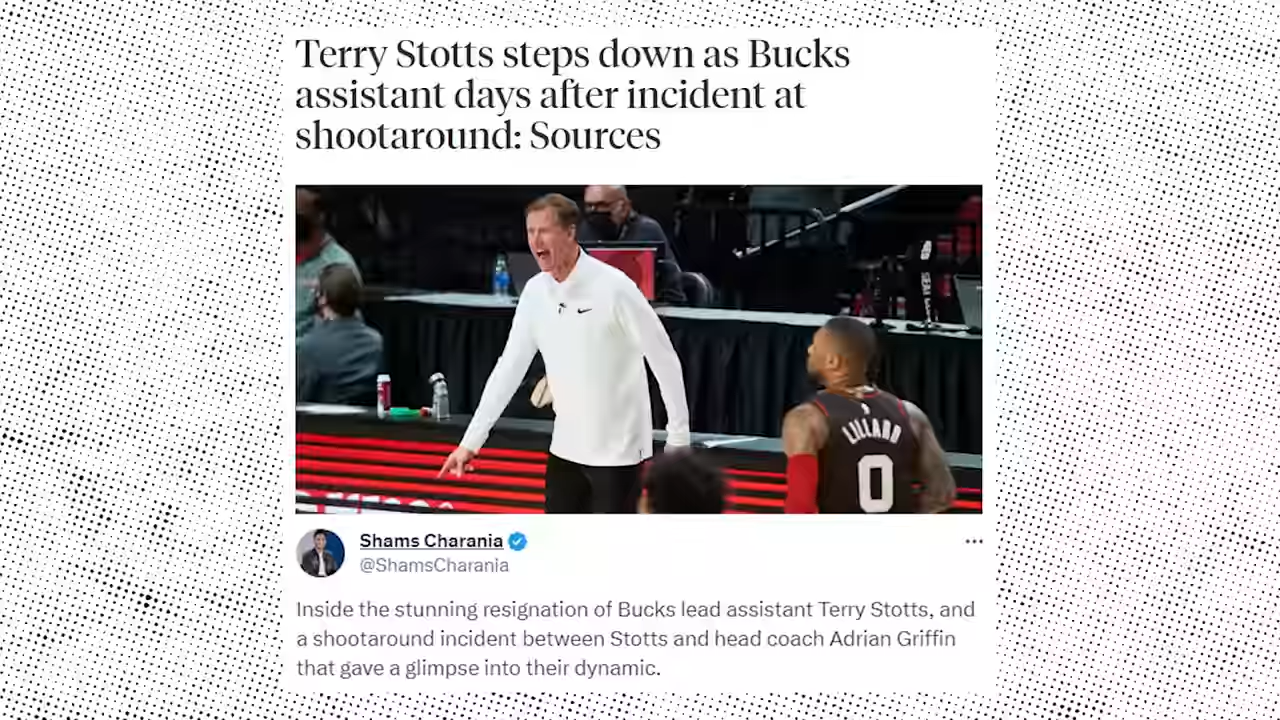 Terry Stotts steps down as Bucks
assistant days after incident at
shootaround: Sources
LILLARD
0
Shams Charania
@ShamsCharania
Inside the stunning resignation of Bucks lead assistant Terry Stotts, and
a shootaround incident between Stotts and head coach Adrian Griffin
that gave a glimpse into their dynamic.